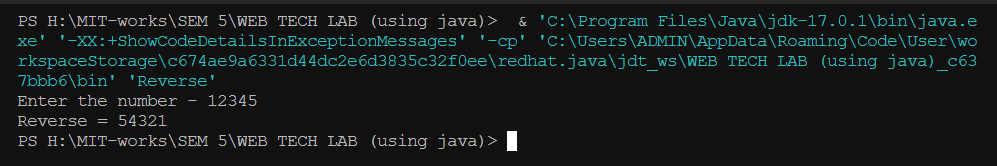 PS H:\MIT-works\SEM 5\WEB TECH LAB (using java)>  & 'C:\Program Files\Java\jdk-17.0.1\bin\java.e
xe' '-XX:+ShowCodeDetailsInExceptionMessages' '-cp' 'C:\Users\ADMIN\AppData\Roaming\Code\User\wo
rkspaceStorage\c674ae9a6331d44dc2e6d3835c32f0ee\redhat.java\jdt_ws\WEB TECH LAB (using java)_c63
7bbb6\bin' 'Reverse'
Enter the number - 12345
Reverse = 54321
PS H:\MIT-works\SEM 5\WEB TECH LAB (using java)>